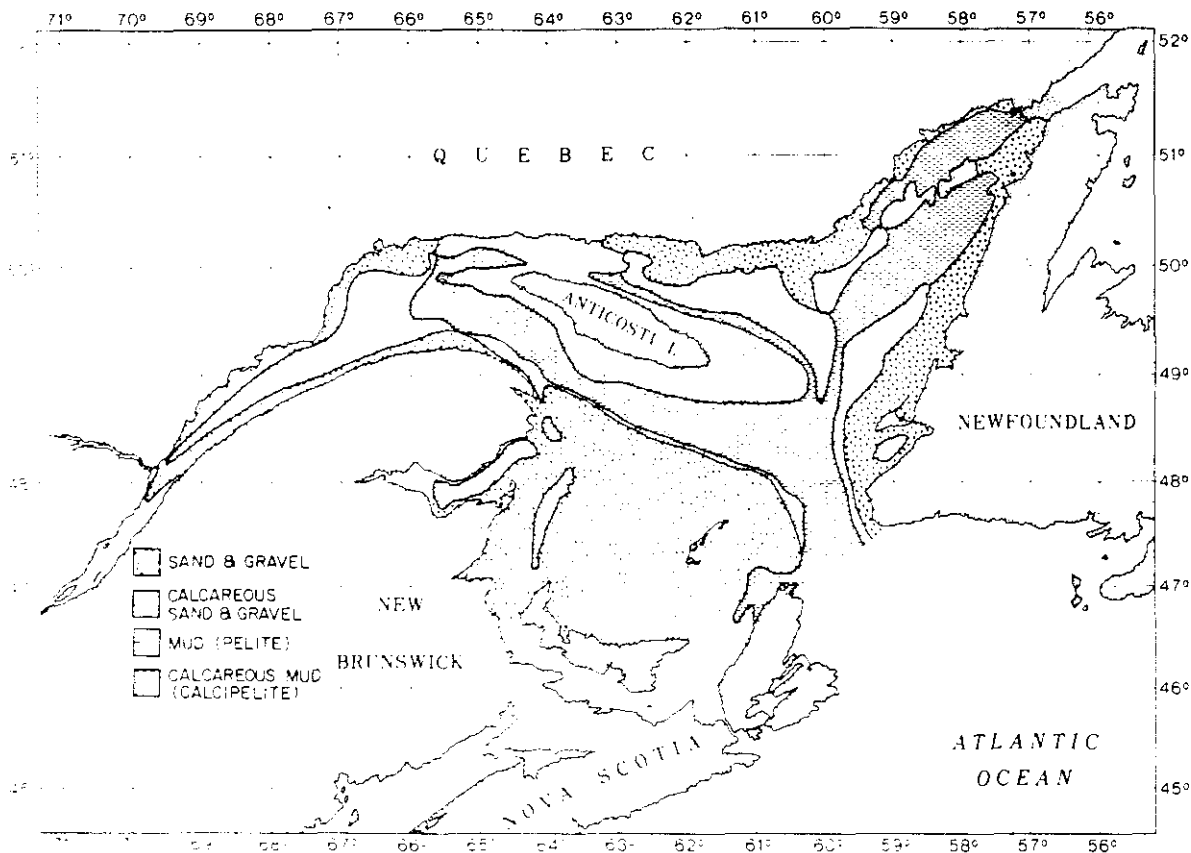 71° 70° 69° 68° 67° 66° 65° 64° 63° 62° 61° 60° 59° 58° 57° 56°
52°
QUEBEC
51°
50°
ANTICOSTI I.
49°
NEWFOUNDLAND
48°
SAND & GRAVEL
CALCAREOUS
SAND & GRAVEL
47°
NEW
MUD (PELITE)
BRUNSWICK
46°
CALCAREOUS MUD
(CALCIPELITE)
NOVA SCOTIA
ATLANTIC
OCEAN
45°
66° 65° 64° 63° 62° 61° 60° 59° 58° 57° 56°